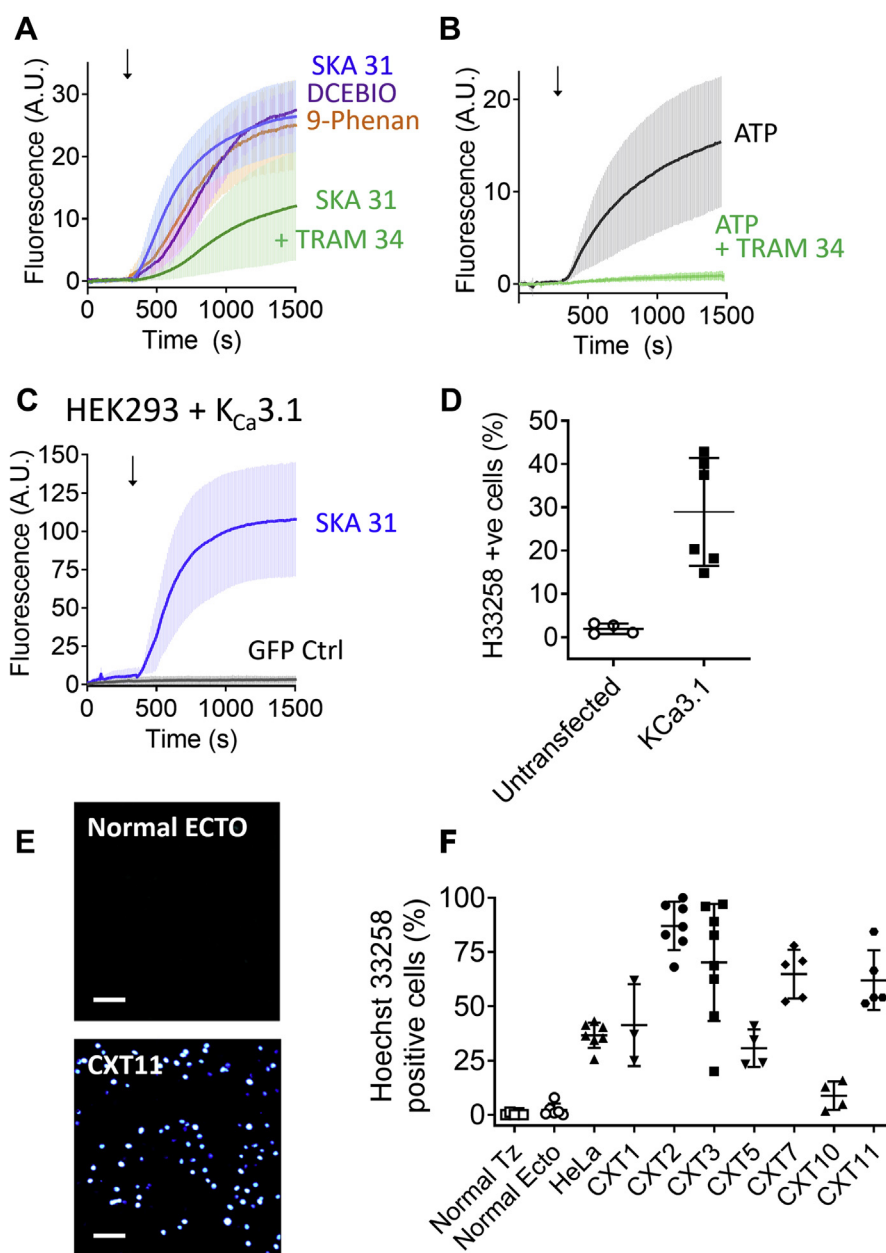 A
SKA 31
DCEBIO
9-Phenan
SKA 31
+ TRAM 34
Fluorescence (A.U.)
30
20
10
0
0
500
1000
1500
Time (s)
B
ATP
ATP
+ TRAM 34
Fluorescence (A.U.)
20
10
0
500
1000
1500
Time (s)
C
HEK293 + KCa3.1
SKA 31
GFP Ctrl
Fluorescence (A.U.)
150
125
100
75
50
25
0
0
500
1000
1500
Time (s)
D
H33258 +ve cells (%)
50
40
30
20
10
0
Untransfected
KCa3.1
E
Normal ECTO
CXT11
F
Hoechst 33258
positive cells (%)
100
75
50
25
0
Normal Tz
Normal Ecto
HeLa
CXT1
CXT2
CXT3
CXT5
CXT7
CXT10
CXT11